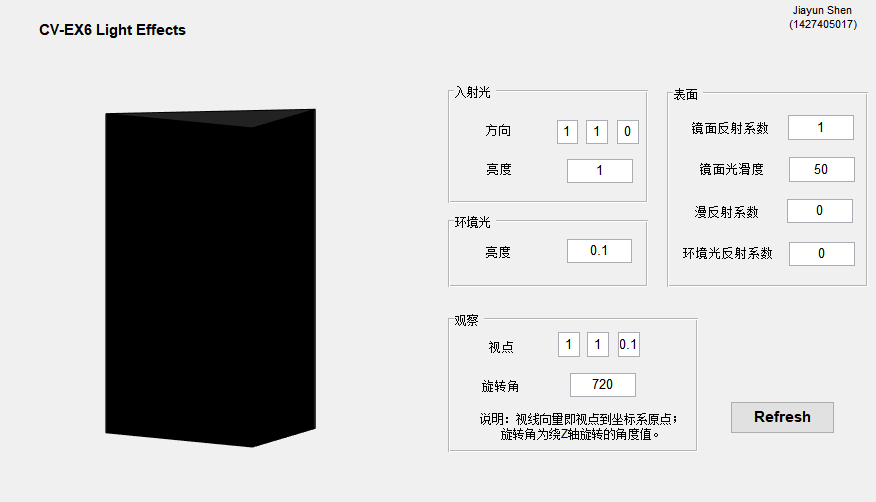 CV-EX6 Light Effects
Jiayun Shen
(1427405017)
入射光
方向
1 1 0
亮度
1
环境光
亮度
0.1
表面
镜面反射系数
1
镜面光滑度
50
漫反射系数
0
环境光反射系数
0
观察
视点
1 1 0.1
旋转角
720
说明：视线向量即视点到坐标系原点；
旋转角为绕Z轴旋转的角度值。
Refresh